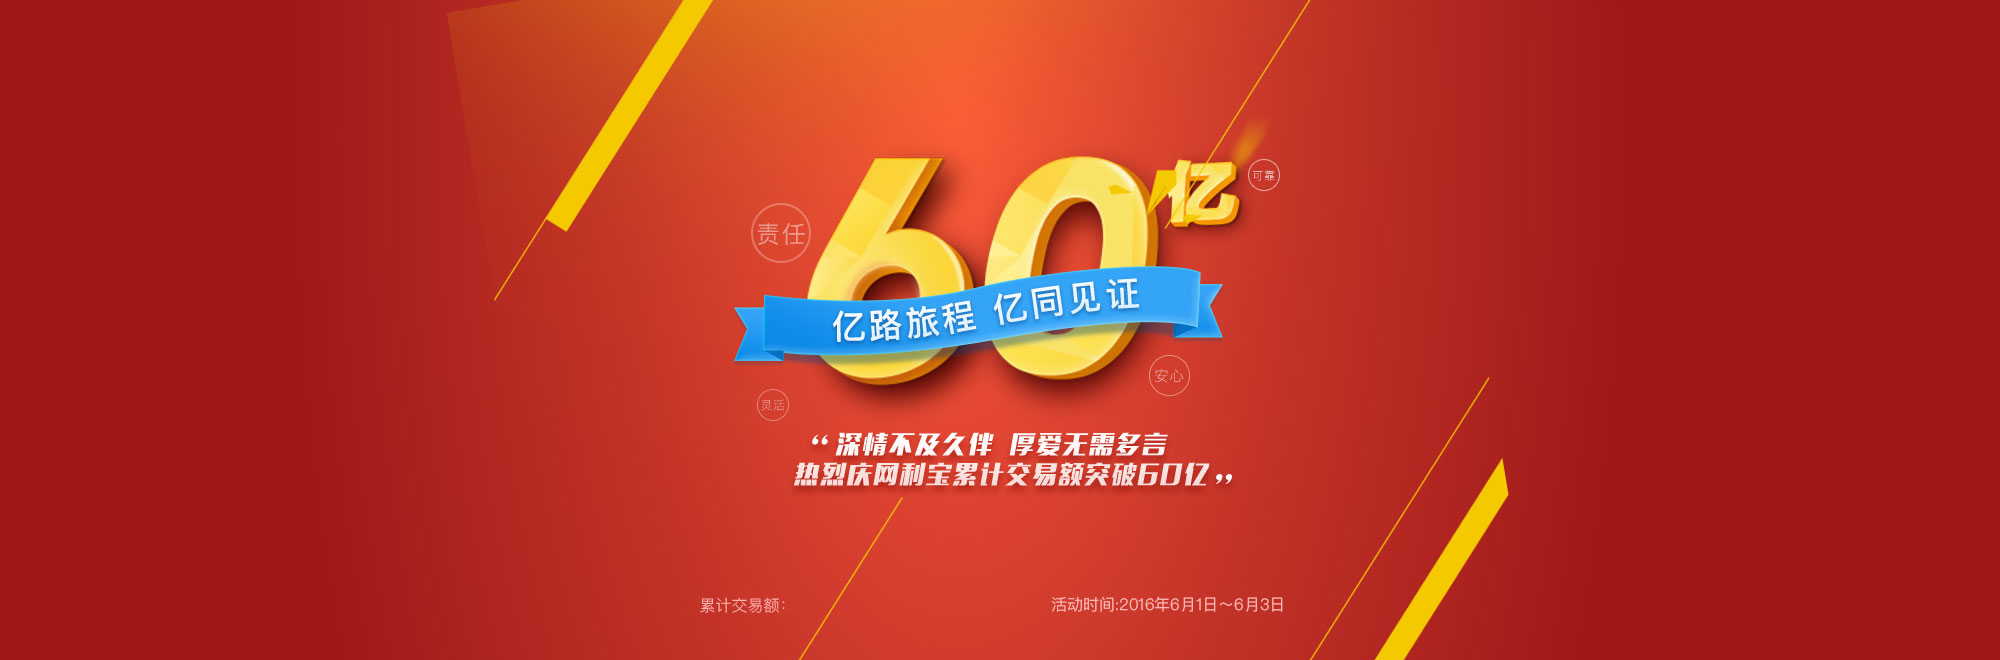 60亿
可靠
责任
亿路旅程 亿同见证
安心
灵活
“深情不及久伴 厚爱无需多言
热烈庆网利宝累计交易额突破60亿”
累计交易额:
活动时间:2016年6月1日～6月3日